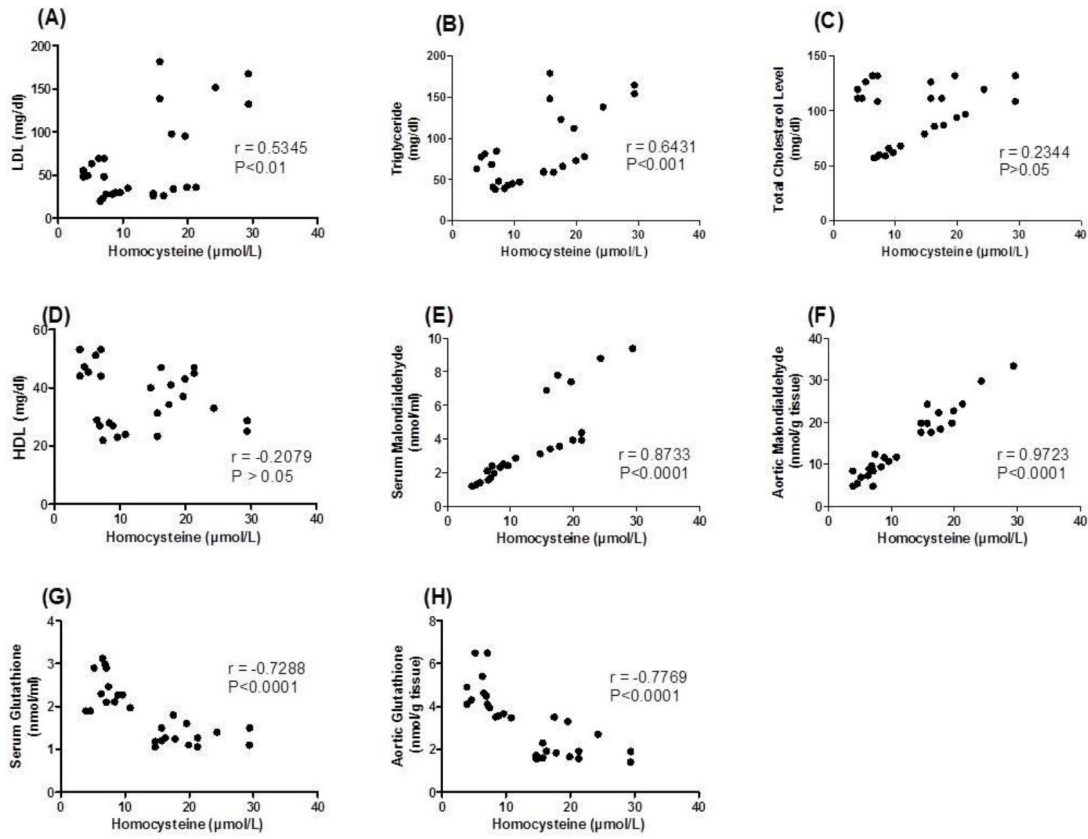 (A)
LDL (mg/dl)
200
150
100
50
0
0 10 20 30 40
Homocysteine (µmol/L)
r = 0.5345
P<0.01
(B)
Triglyceride
(mg/dl)
200
150
100
50
0
0 10 20 30 40
Homocysteine (µmol/L)
r = 0.6431
P<0.001
(C)
Total Cholesterol Level
(mg/dl)
150
100
50
0
0 10 20 30 40
Homocysteine (µmol/L)
r = 0.2344
P>0.05
(D)
HDL (mg/dl)
60
40
20
0
0 10 20 30 40
Homocysteine (µmol/L)
r = -0.2079
P > 0.05
(E)
Serum Malondialdehyde
(nmol/ml)
10
8
6
4
2
0
0 10 20 30 40
Homocysteine (µmol/L)
r = 0.8733
P<0.0001
(F)
Aortic Malondialdehyde
(nmol/g tissue)
40
30
20
10
0
0 10 20 30 40
Homocysteine (µmol/L)
r = 0.9723
P<0.0001
(G)
Serum Glutathione
(nmol/ml)
4
3
2
1
0
0 10 20 30 40
Homocysteine (µmol/L)
r = -0.7288
P<0.0001
(H)
Aortic Glutathione
(nmol/g tissue)
8
6
4
2
0
0 10 20 30 40
Homocysteine (µmol/L)
r = -0.7769
P<0.0001